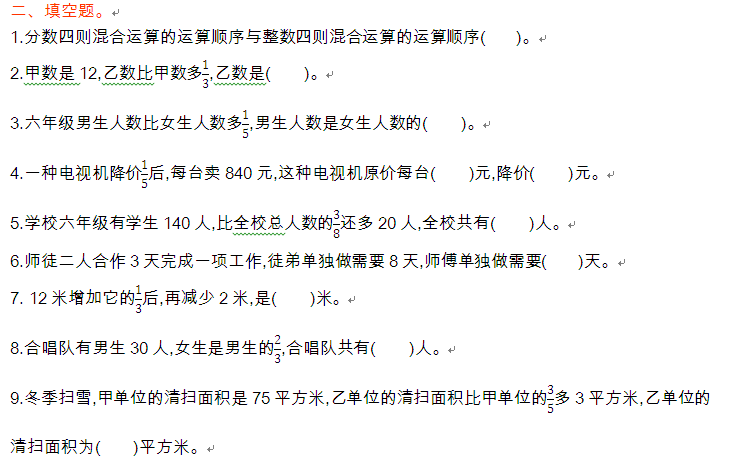 二、填空题。
1.分数四则混合运算的运算顺序与整数四则混合运算的运算顺序(    )。
2.甲数是12,乙数比甲数多1/3,乙数是(    )。
3.六年级男生人数比女生人数多1/5,男生人数是女生人数的(    )。
4.一种电视机降价1/5后,每台卖840元,这种电视机原价每台(    )元,降价(    )元。
5.学校六年级有学生140人,比全校总人数的3/8还多20人,全校共有(    )人。
6.师徒二人合作3天完成一项工作,徒弟单独做需要8天,师傅单独做需要(    )天。
7. 12米增加它的1/3后,再减少2米,是(    )米。
8.合唱队有男生30人,女生是男生的2/3,合唱队共有(    )人。
9.冬季扫雪,甲单位的清扫面积是75平方米,乙单位的清扫面积比甲单位的3/5多3平方米,乙单位的
清扫面积为(    )平方米。